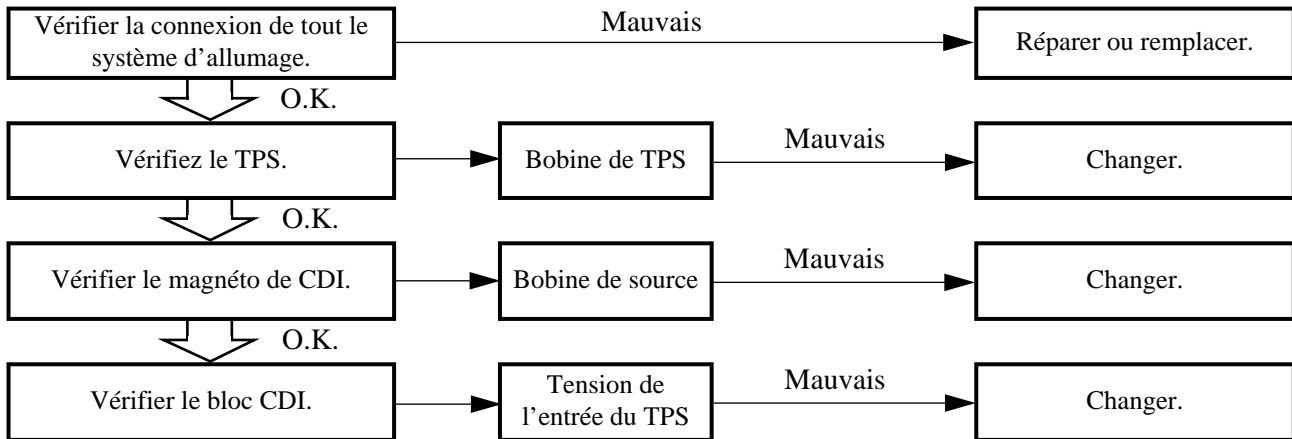 Vérifier la connexion de tout le
système d'allumage.
Mauvais
Réparer ou remplacer.
O.K.
Vérifiez le TPS.
Bobine de TPS
Mauvais
Changer.
O.K.
Vérifier le magnéto de CDI.
Bobine de source
Mauvais
Changer.
O.K.
Vérifier le bloc CDI.
Tension de
l'entrée du TPS
Mauvais
Changer.